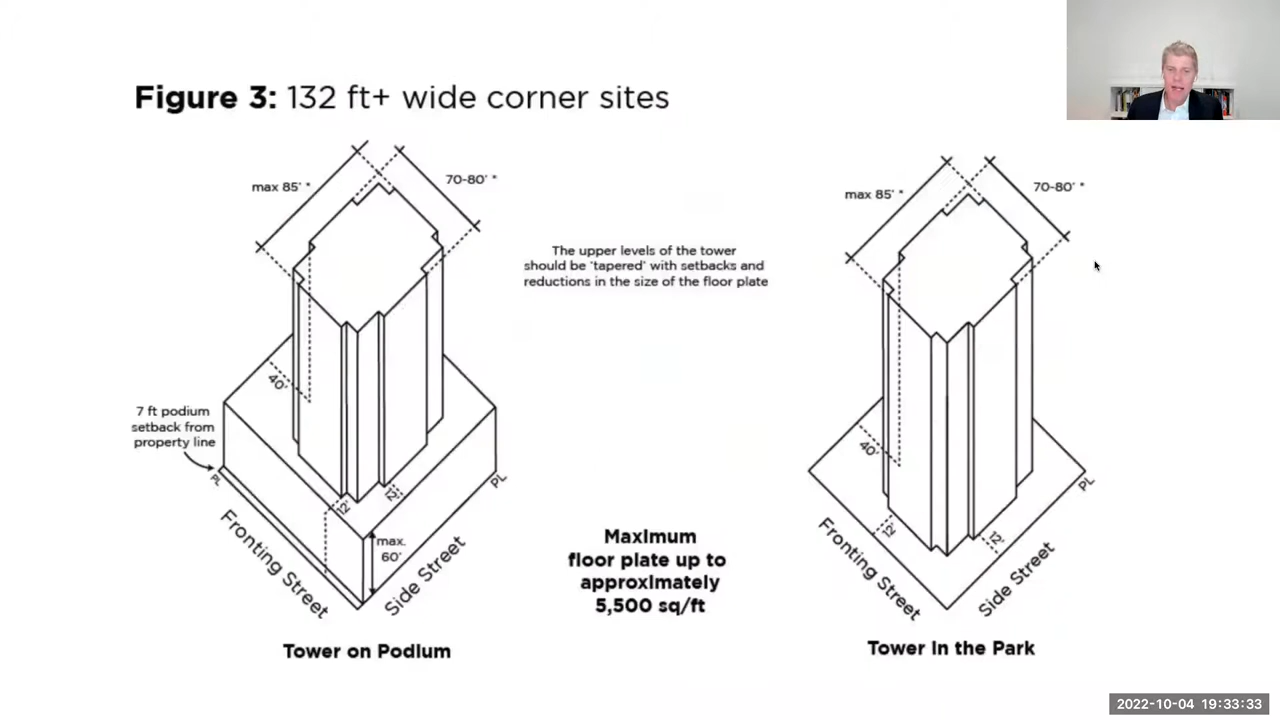 Figure 3: 132 ft+ wide corner sites
max 85' *
70-80' *
The upper levels of the tower
should be 'tapered' with setbacks and
reductions in the size of the floor plate
40'
7 ft podium
setback from
property line
PL
PL
12'
12'
max.
60'
Fronting Street
Side Street
Tower on Podium
Maximum
floor plate up to
approximately
5,500 sq/ft
max 85' *
70-80' *
40'
PL
12'
12'
Fronting Street
Side Street
Tower in the Park
2022-10-04 19:33:33